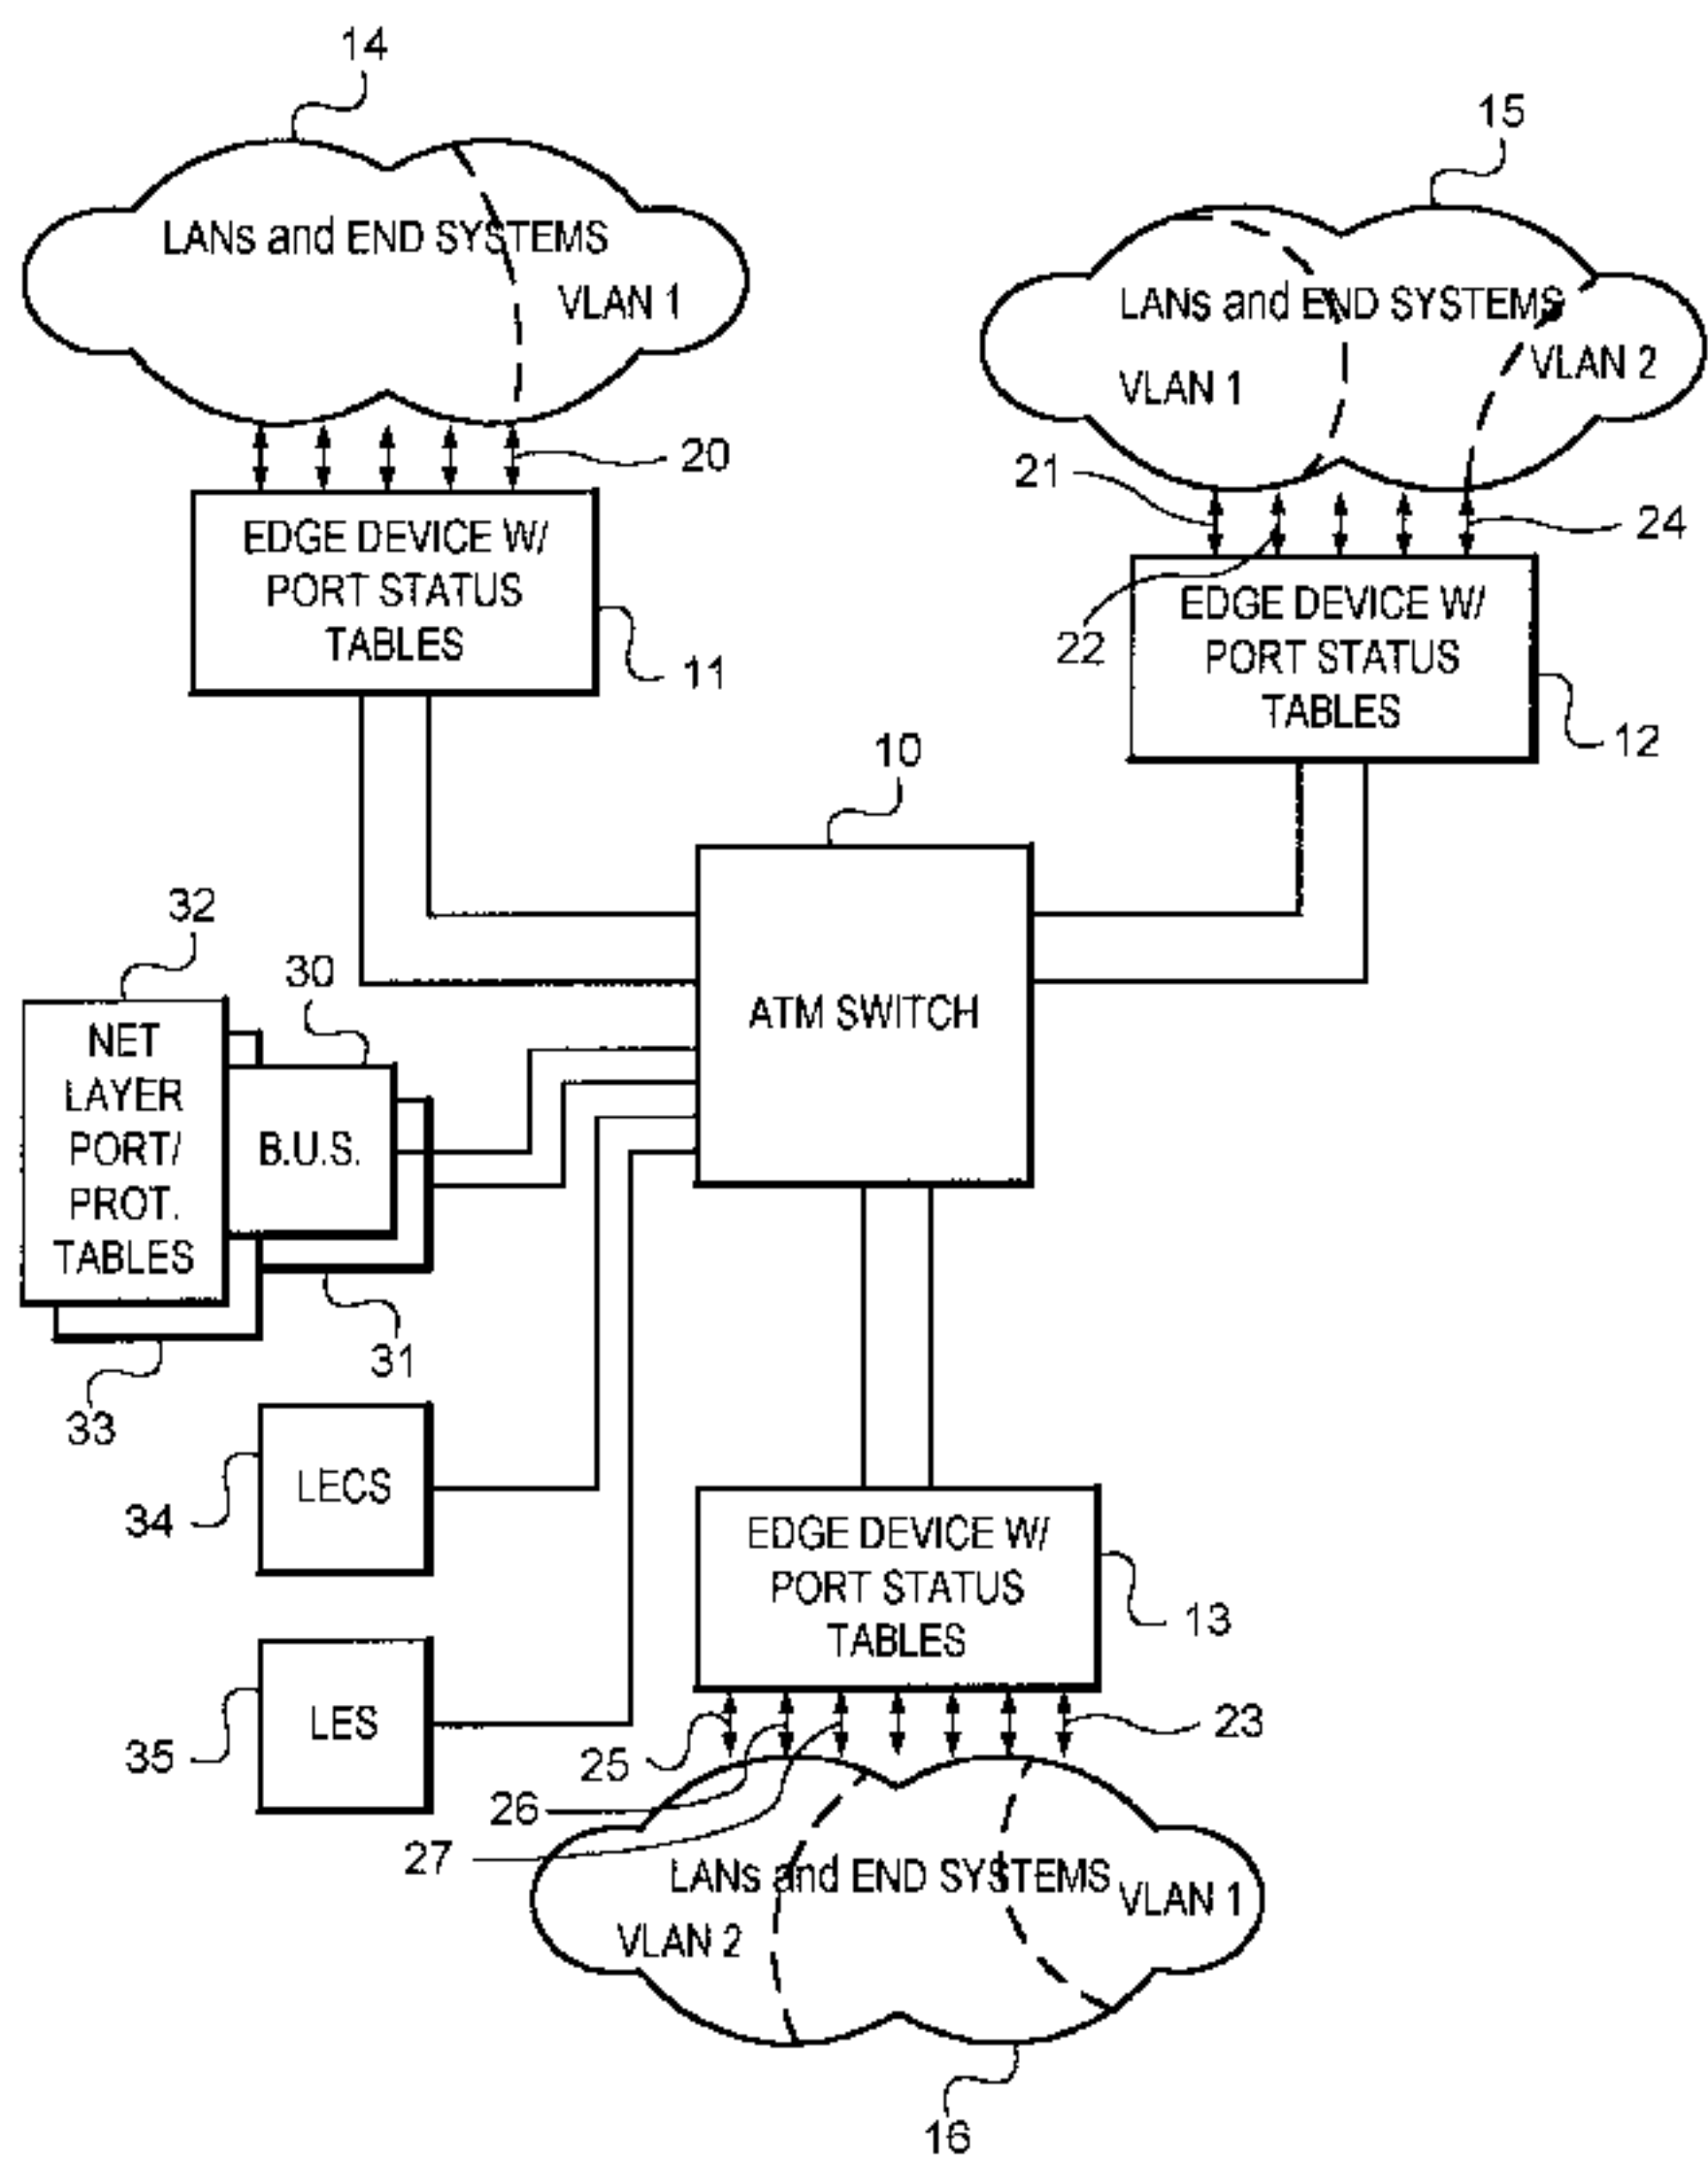 14
15
LANs and END SYSTEMS
VLAN 1
LANs and END SYSTEMS
VLAN 1
VLAN 2
20
21
22
24
EDGE DEVICE W/
PORT STATUS
TABLES
11
EDGE DEVICE W/
PORT STATUS
TABLES
12
10
ATM SWITCH
32
30
NET
LAYER
PORT/
PROT.
TABLES
B.U.S.
31
33
LECS
34
LES
35
EDGE DEVICE W/
PORT STATUS
TABLES
13
25
26
27
23
LANs and END SYSTEMS
VLAN 1
VLAN 2
16